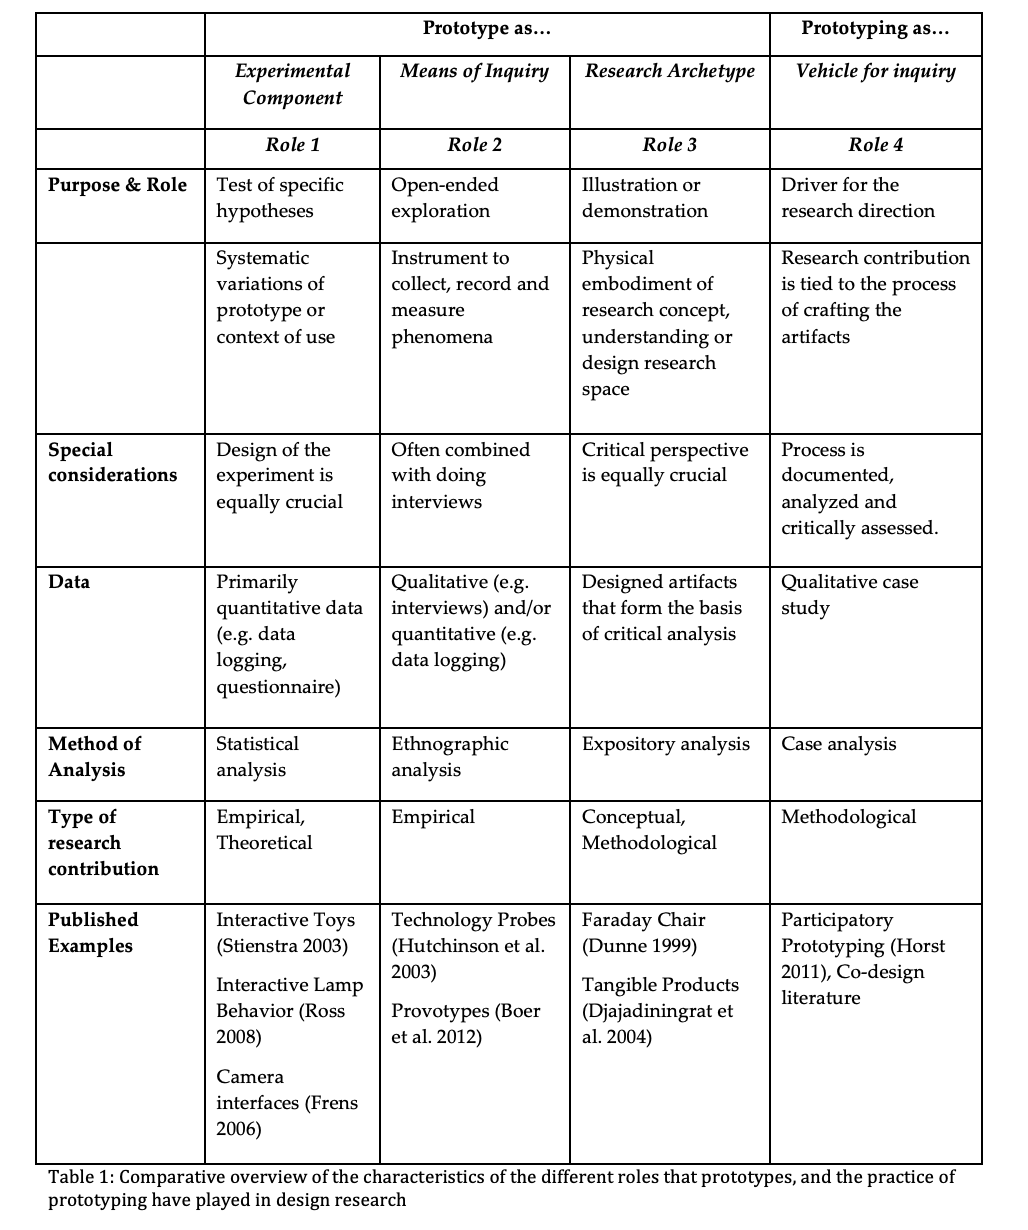 Prototype as…
Prototyping as…
Experimental
Component
Means of Inquiry
Research Archetype
Vehicle for inquiry
Role 1
Role 2
Role 3
Role 4
Purpose & Role
Test of specific
hypotheses
Open-ended
exploration
Illustration or
demonstration
Driver for the
research direction
Systematic
variations of
prototype or
context of use
Instrument to
collect, record and
measure
phenomena
Physical
embodiment of
research concept,
understanding or
design research
space
Research contribution
is tied to the process
of crafting the
artifacts
Special
considerations
Design of the
experiment is
equally crucial
Often combined
with doing
interviews
Critical perspective
is equally crucial
Process is
documented,
analyzed and
critically assessed.
Data
Primarily
quantitative data
(e.g. data
logging,
questionnaire)
Qualitative (e.g.
interviews) and/or
quantitative (e.g.
data logging)
Designed artifacts
that form the basis
of critical analysis
Qualitative case
study
Method of
Analysis
Statistical
analysis
Ethnographic
analysis
Expository analysis
Case analysis
Type of
research
contribution
Empirical,
Theoretical
Empirical
Conceptual,
Methodological
Methodological
Published
Examples
Interactive Toys
(Stienstra 2003)
Interactive Lamp
Behavior (Ross
2008)
Camera
interfaces (Frens
2006)
Technology Probes
(Hutchinson et al.
2003)
Provotypes (Boer
et al. 2012)
Faraday Chair
(Dunne 1999)
Tangible Products
(Djajadiningrat et
al. 2004)
Participatory
Prototyping (Horst
2011), Co-design
literature
Table 1: Comparative overview of the characteristics of the different roles that prototypes, and the practice of
prototyping have played in design research